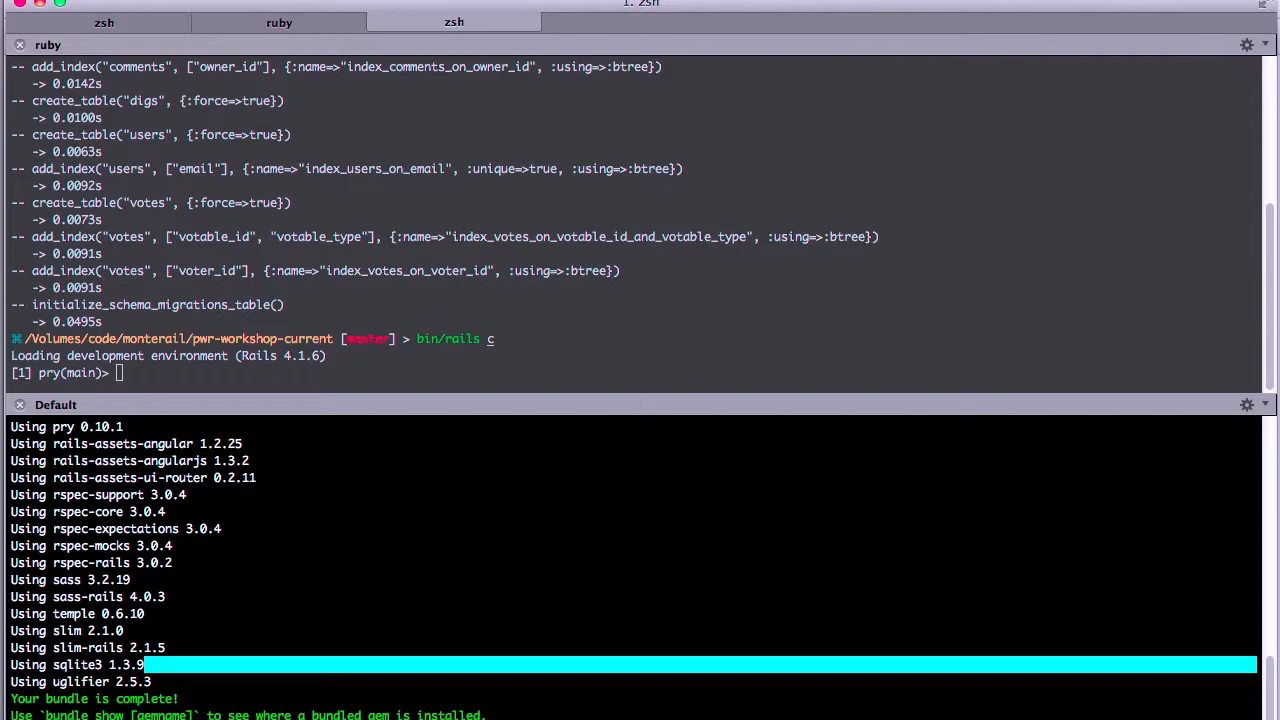 1. zsh
zsh ruby zsh
ruby
-- add_index("comments", ["owner_id"], {:name=>"index_comments_on_owner_id", :using=>:btree})
-> 0.0142s
-- create_table("digs", {:force=>true})
-> 0.0100s
-- create_table("users", {:force=>true})
-> 0.0063s
-- add_index("users", ["email"], {:name=>"index_users_on_email", :unique=>true, :using=>:btree})
-> 0.0092s
-- create_table("votes", {:force=>true})
-> 0.0073s
-- add_index("votes", ["votable_id", "votable_type"], {:name=>"index_votes_on_votable_id_and_votable_type", :using=>:btree})
-> 0.0091s
-- add_index("votes", ["voter_id"], {:name=>"index_votes_on_voter_id", :using=>:btree})
-> 0.0091s
-- initialize_schema_migrations_table()
-> 0.0495s
⌘ /Volumes/code/monterail/pwr-workshop-current [master] > bin/rails c
Loading development environment (Rails 4.1.6)
[1] pry(main)>
Default
Using pry 0.10.1
Using rails-assets-angular 1.2.25
Using rails-assets-angularjs 1.3.2
Using rails-assets-ui-router 0.2.11
Using rspec-support 3.0.4
Using rspec-core 3.0.4
Using rspec-expectations 3.0.4
Using rspec-mocks 3.0.4
Using rspec-rails 3.0.2
Using sass 3.2.19
Using sass-rails 4.0.3
Using temple 0.6.10
Using slim 2.1.0
Using slim-rails 2.1.5
Using sqlite3 1.3.9
Using uglifier 2.5.3
Your bundle is complete!
Use `bundle show [gemname]` to see where a bundled gem is installed.